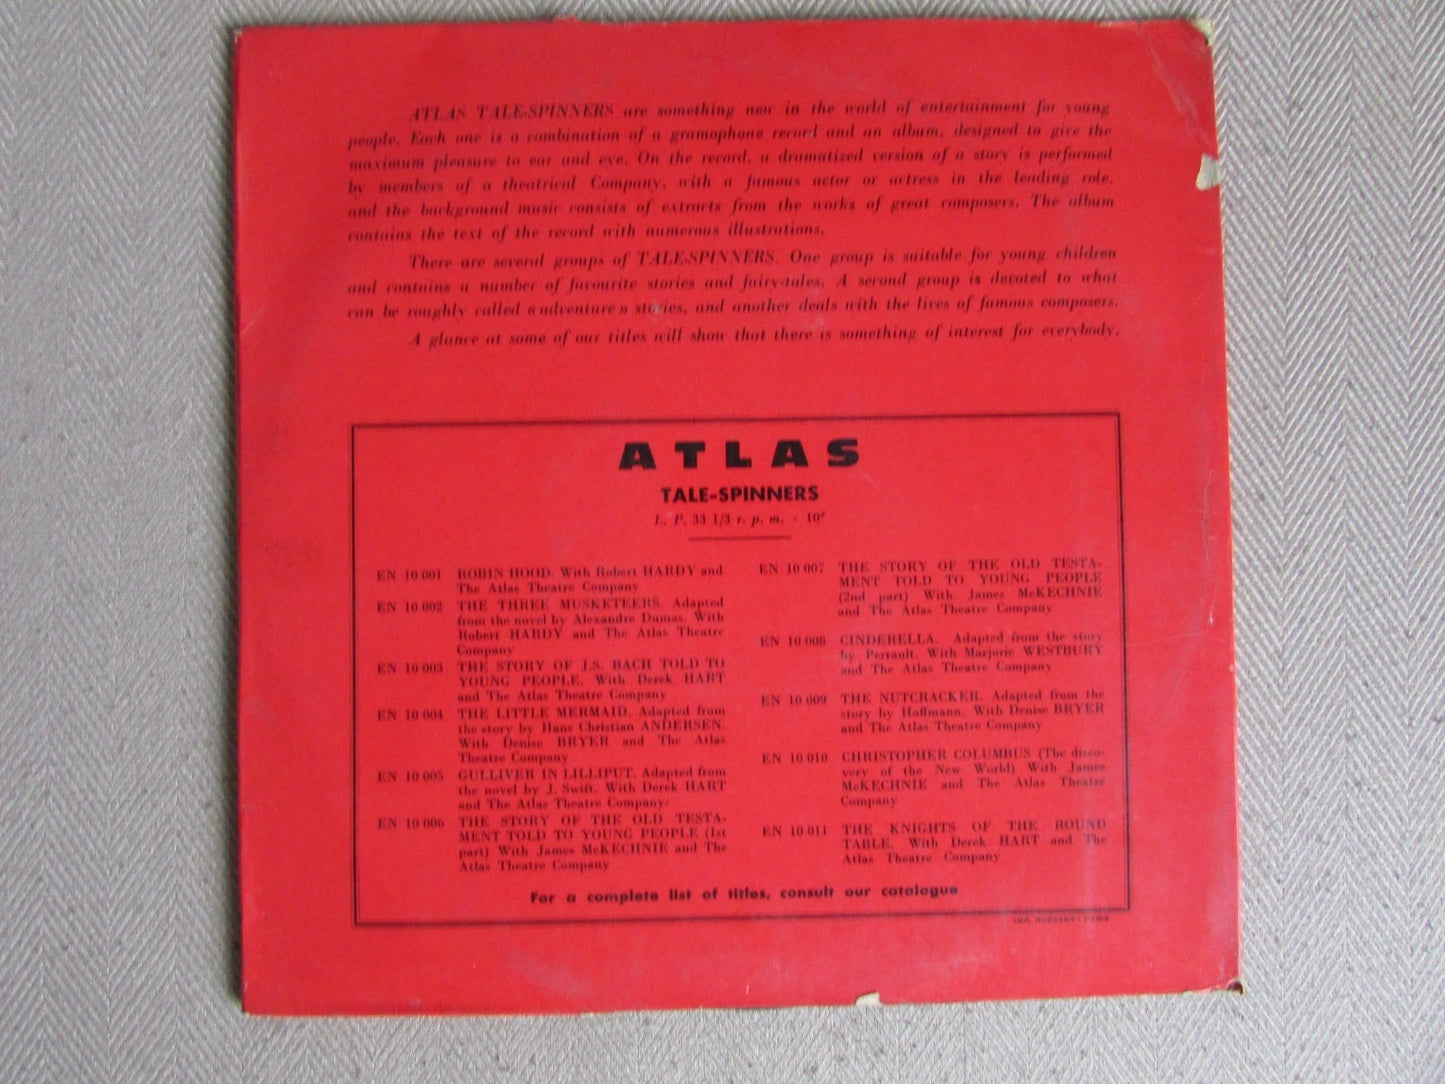 ATLAS TALE-SPINNERS are something new in the world of entertainment for young
people. Each one is a combination of a gramophone record and an album, designed to give the
maximum pleasure to ear and eye. On the record, a dramatized version of a story is performed
by members of a theatrical Company, with a famous actor or actress in the leading role,
and the background music consists of extracts from the works of great composers. The album
contains the text of the record with numerous illustrations.
There are several groups of TALE-SPINNERS. One group is suitable for young children
and contains a number of favourite stories and fairy-tales. A second group is devoted to what
can be roughly called «adventure» stories, and another deals with the lives of famous composers.
A glance at some of our titles will show that there is something of interest for everybody.
ATLAS
TALE-SPINNERS
L. P. 33 1/3 r. p. m. - 10"
EN 10 001 ROBIN HOOD. With Robert HARDY and
The Atlas Theatre Company
EN 10 002 THE THREE MUSKETEERS. Adapted
from the novel by Alexandre Dumas. With
Robert HARDY and The Atlas Theatre
Company
EN 10 003 THE STORY OF J.S. BACH TOLD TO
YOUNG PEOPLE. With Derek HART
and The Atlas Theatre Company
EN 10 004 THE LITTLE MERMAID. Adapted from
the story by Hans Christian ANDERSEN.
With Denise BRYER and The Atlas
Theatre Company
EN 10 005 GULLIVER IN LILLIPUT. Adapted from
the novel by J. Swift. With Derek HART
and The Atlas Theatre Company
EN 10 006 THE STORY OF THE OLD TESTA-
MENT TOLD TO YOUNG PEOPLE (1st
part) With James McKECHNIE and The
Atlas Theatre Company
EN 10 007 THE STORY OF THE OLD TESTA-
MENT TOLD TO YOUNG PEOPLE
(2nd part) With James McKECHNIE
and The Atlas Theatre Company
EN 10 008 CINDERELLA. Adapted from the story
by Perrault. With Marjorie WESTBURY
and The Atlas Theatre Company
EN 10 009 THE NUTCRACKER. Adapted from the
story by Hoffmann. With Denise BRYER
and The Atlas Theatre Company
EN 10 010 CHRISTOPHER COLUMBUS (The disco-
very of the New World) With James
McKECHNIE and The Atlas Theatre
Company
EN 10 011 THE KNIGHTS OF THE ROUND
TABLE. With Derek HART and The
Atlas Theatre Company
For a complete list of titles, consult our catalogue
IMP. - PARIS